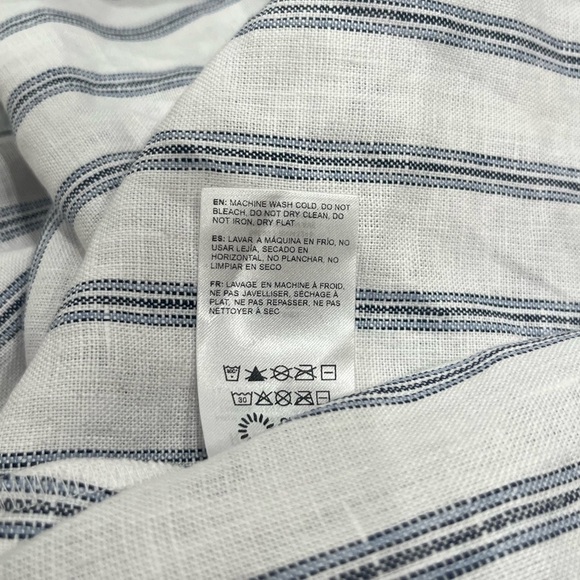 EN: MACHINE WASH COLD, DO NOT
BLEACH, DO NOT DRY CLEAN, DO
NOT IRON, DRY FLAT
ES: LAVAR A MÁQUINA EN FRÍO, NO
USAR LEJÍA, SECADO EN
HORIZONTAL, NO PLANCHAR, NO
LIMPIAR EN SECO
FR: LAVAGE EN MACHINE À FROID,
NE PAS JAVELLISER, SÉCHAGE À
PLAT, NE PAS REPASSER, NE PAS
NETTOYER À SEC
30